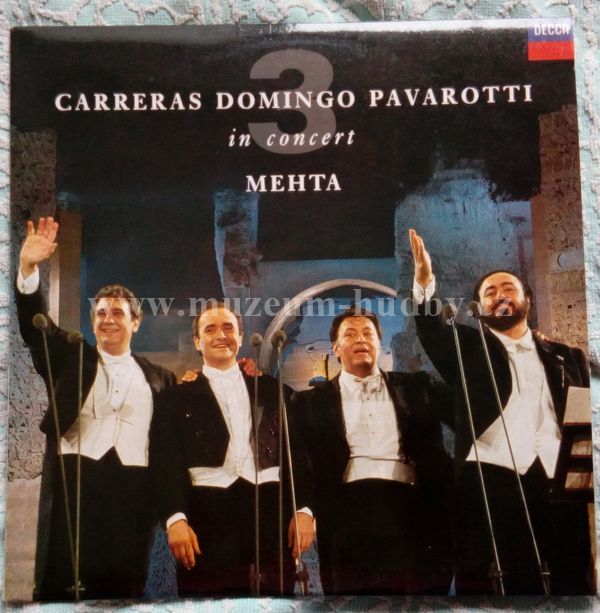 DECCA
3
CARRERAS DOMINGO PAVAROTTI
in concert
MEHTA
www.muzeum-hudby.cz